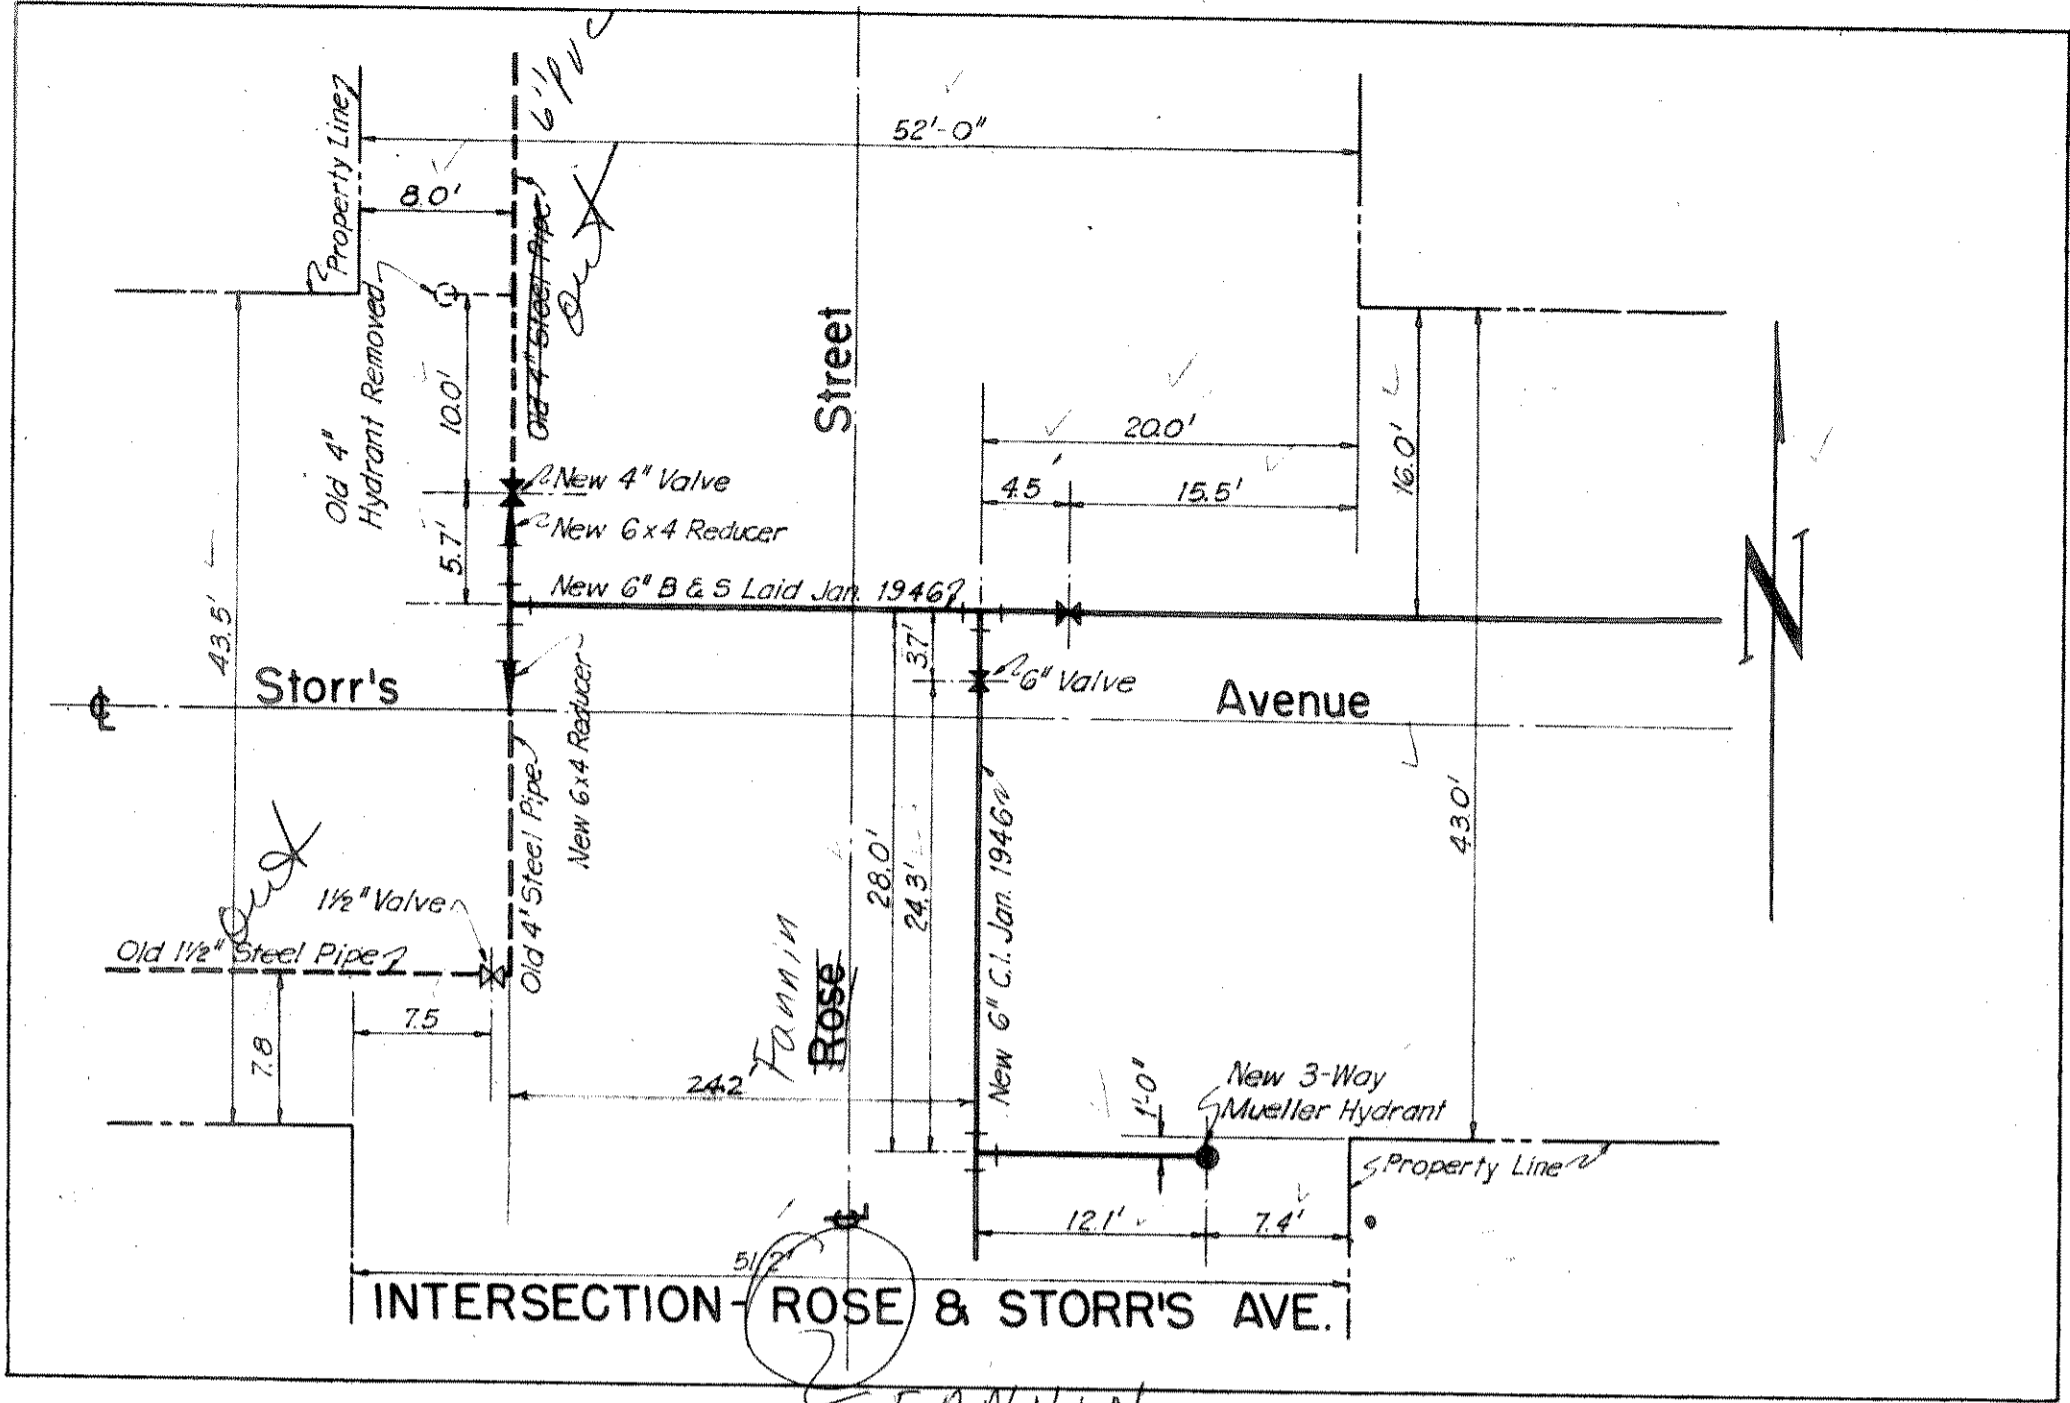 6" PVC
Property Line
52'-0"
8.0'
Old 4" Steel Pipe
Out
Old 4"
Hydrant Removed
10.0'
Street
20.0'
16.0'
New 4" Valve
4.5
15.5'
New 6x4 Reducer
5.7'
New 6" B & S Laid Jan. 1946
43.5'
3.7'
N
Storr's
6" Valve
Avenue
℄
New 6x4 Reducer
Old 4" Steel Pipe
28.0'
24.3'
New 6" C.I. Jan. 1946
43.0'
Out
1½" Valve
Old 1½" Steel Pipe
7.5
7.8
Fannin
Rose
24.2'
1'-0"
New 3-Way
Mueller Hydrant
Property Line
12.1'
7.4'
℄
51.2'
INTERSECTION - ROSE & STORR'S AVE.
FANNIN